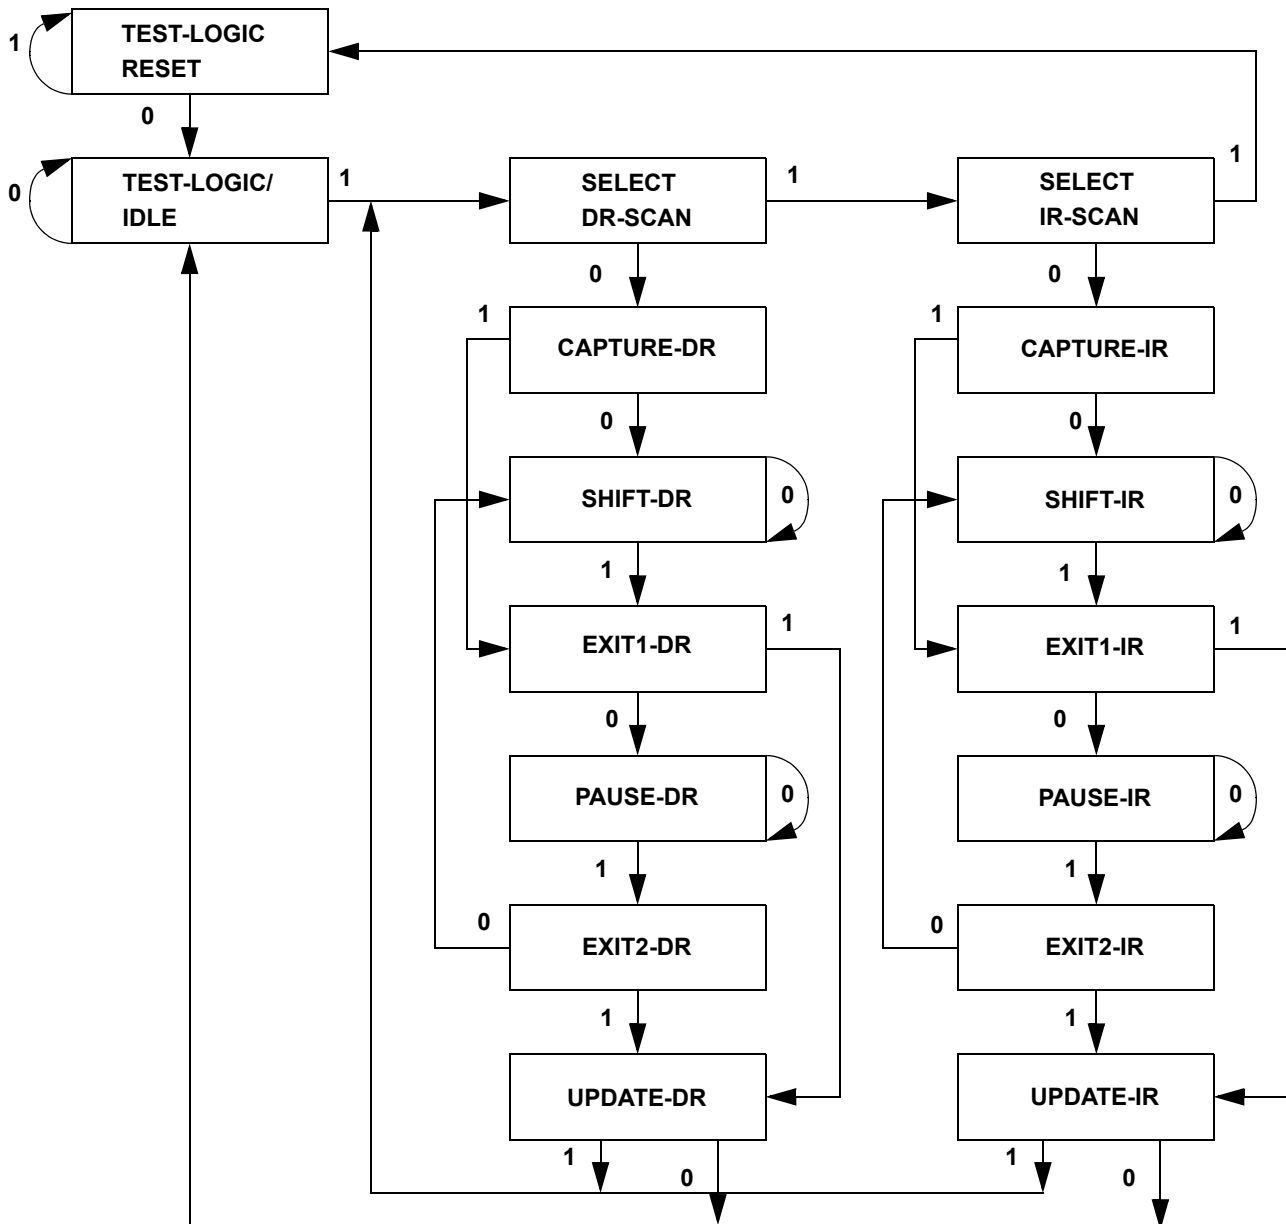 TEST-LOGIC
RESET
1
0
TEST-LOGIC/
IDLE
0
1
SELECT
DR-SCAN
1
SELECT
IR-SCAN
1
0
0
1
CAPTURE-DR
1
CAPTURE-IR
0
0
SHIFT-DR
0
SHIFT-IR
0
1
1
EXIT1-DR
1
EXIT1-IR
1
0
0
PAUSE-DR
0
PAUSE-IR
0
1
1
0
EXIT2-DR
0
EXIT2-IR
1
1
UPDATE-DR
UPDATE-IR
1
0
1
0